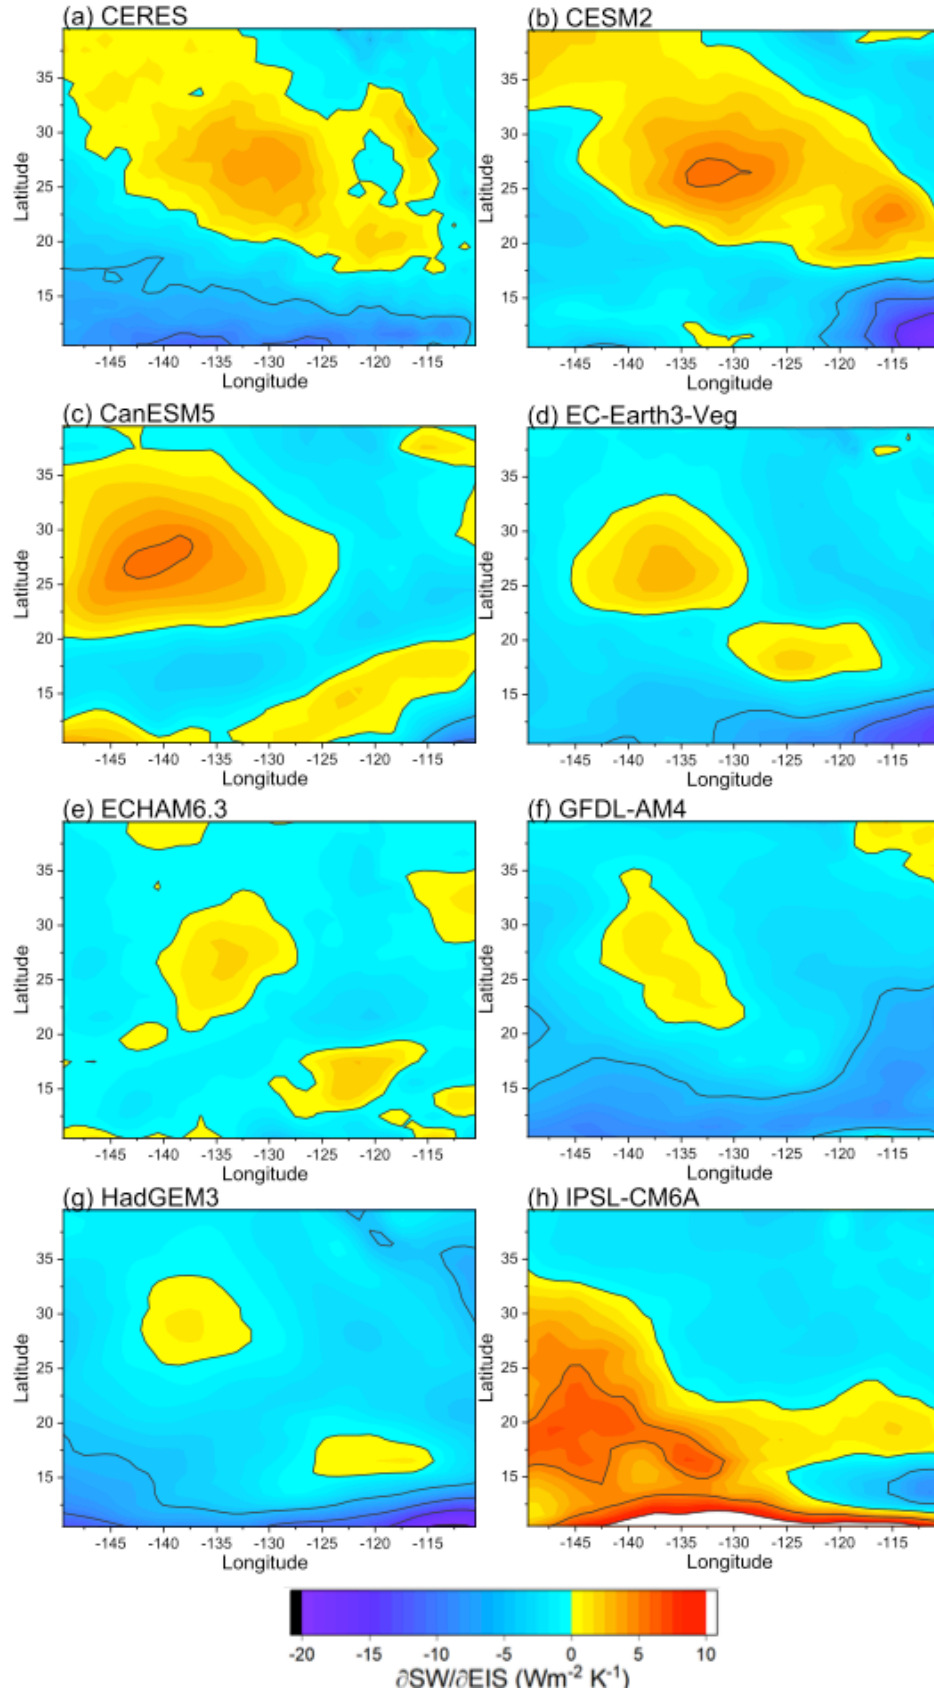 (a) CERES
(b) CESM2
35
30
25
20
15
Latitude
-145 -140 -135 -130 -125 -120 -115
Longitude
35
30
25
20
15
Latitude
-145 -140 -135 -130 -125 -120 -115
Longitude
(c) CanESM5
(d) EC-Earth3-Veg
35
30
25
20
15
Latitude
-145 -140 -135 -130 -125 -120 -115
Longitude
35
30
25
20
15
Latitude
-145 -140 -135 -130 -125 -120 -115
Longitude
(e) ECHAM6.3
(f) GFDL-AM4
35
30
25
20
15
Latitude
-145 -140 -135 -130 -125 -120 -115
Longitude
35
30
25
20
15
Latitude
-145 -140 -135 -130 -125 -120 -115
Longitude
(g) HadGEM3
(h) IPSL-CM6A
35
30
25
20
15
Latitude
-145 -140 -135 -130 -125 -120 -115
Longitude
35
30
25
20
15
Latitude
-145 -140 -135 -130 -125 -120 -115
Longitude
-20 -15 -10 -5 0 5 10
∂SW/∂EIS (Wm⁻² K⁻¹)